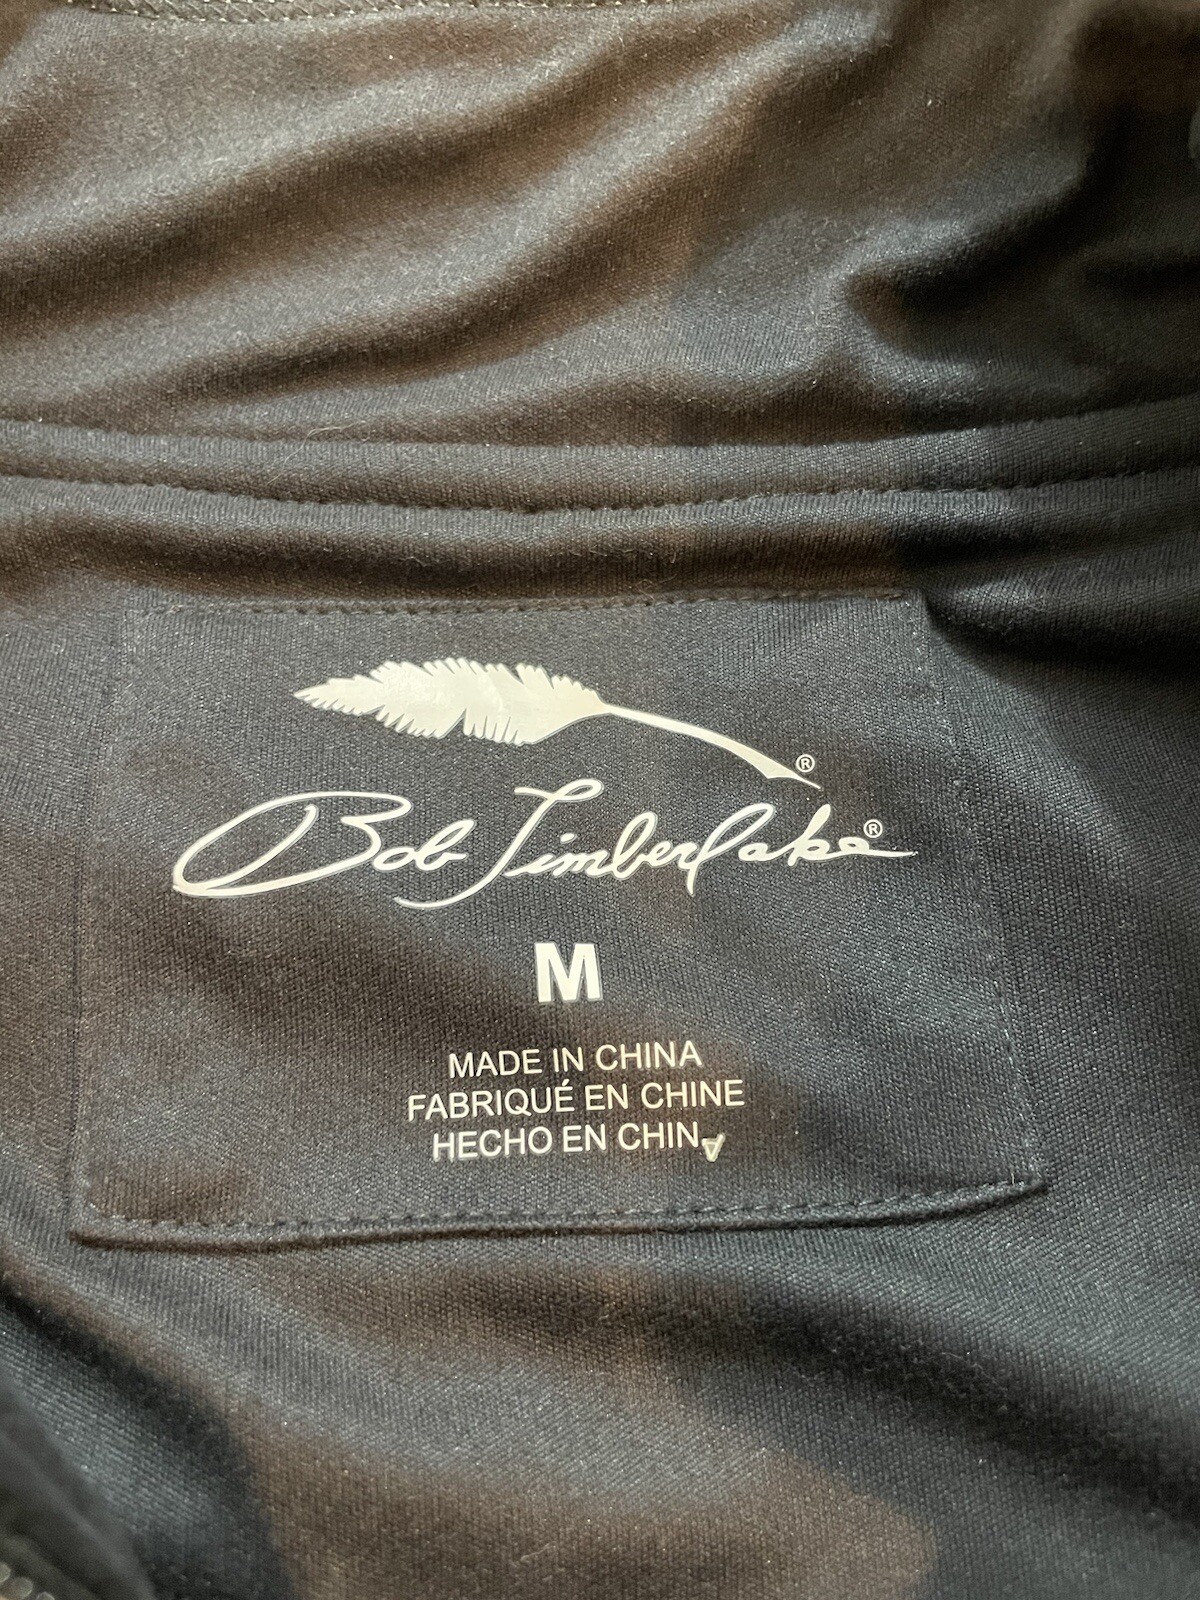 ®
Bob Timberlake®
M
MADE IN CHINA
FABRIQUÉ EN CHINE
HECHO EN CHINA